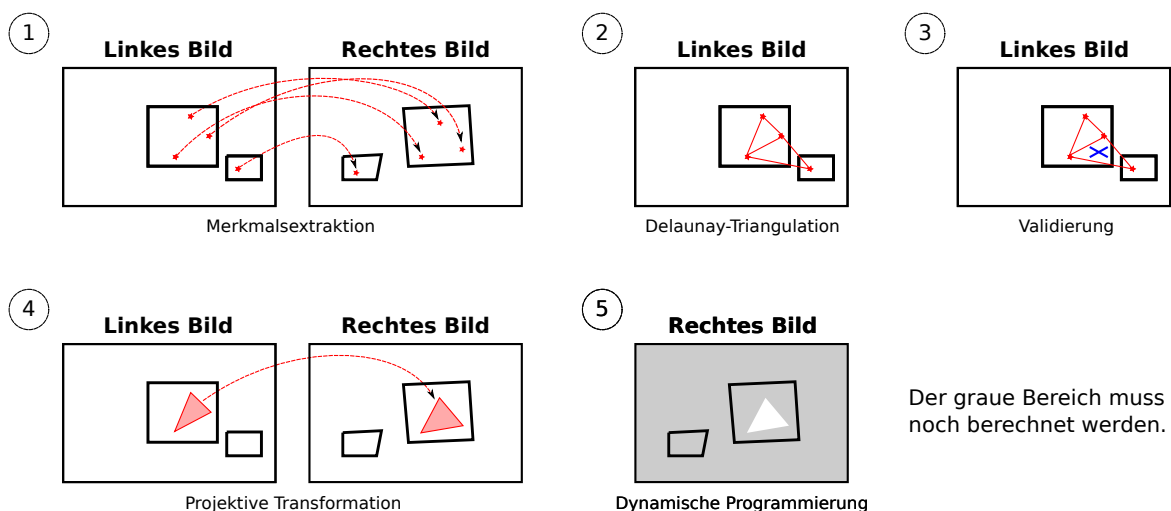 1
Linkes Bild
Rechtes Bild
Merkmalsextraktion
2
Linkes Bild
Delaunay-Triangulation
3
Linkes Bild
Validierung
4
Linkes Bild
Rechtes Bild
Projektive Transformation
5
Rechtes Bild
Dynamische Programmierung
Der graue Bereich muss
noch berechnet werden.